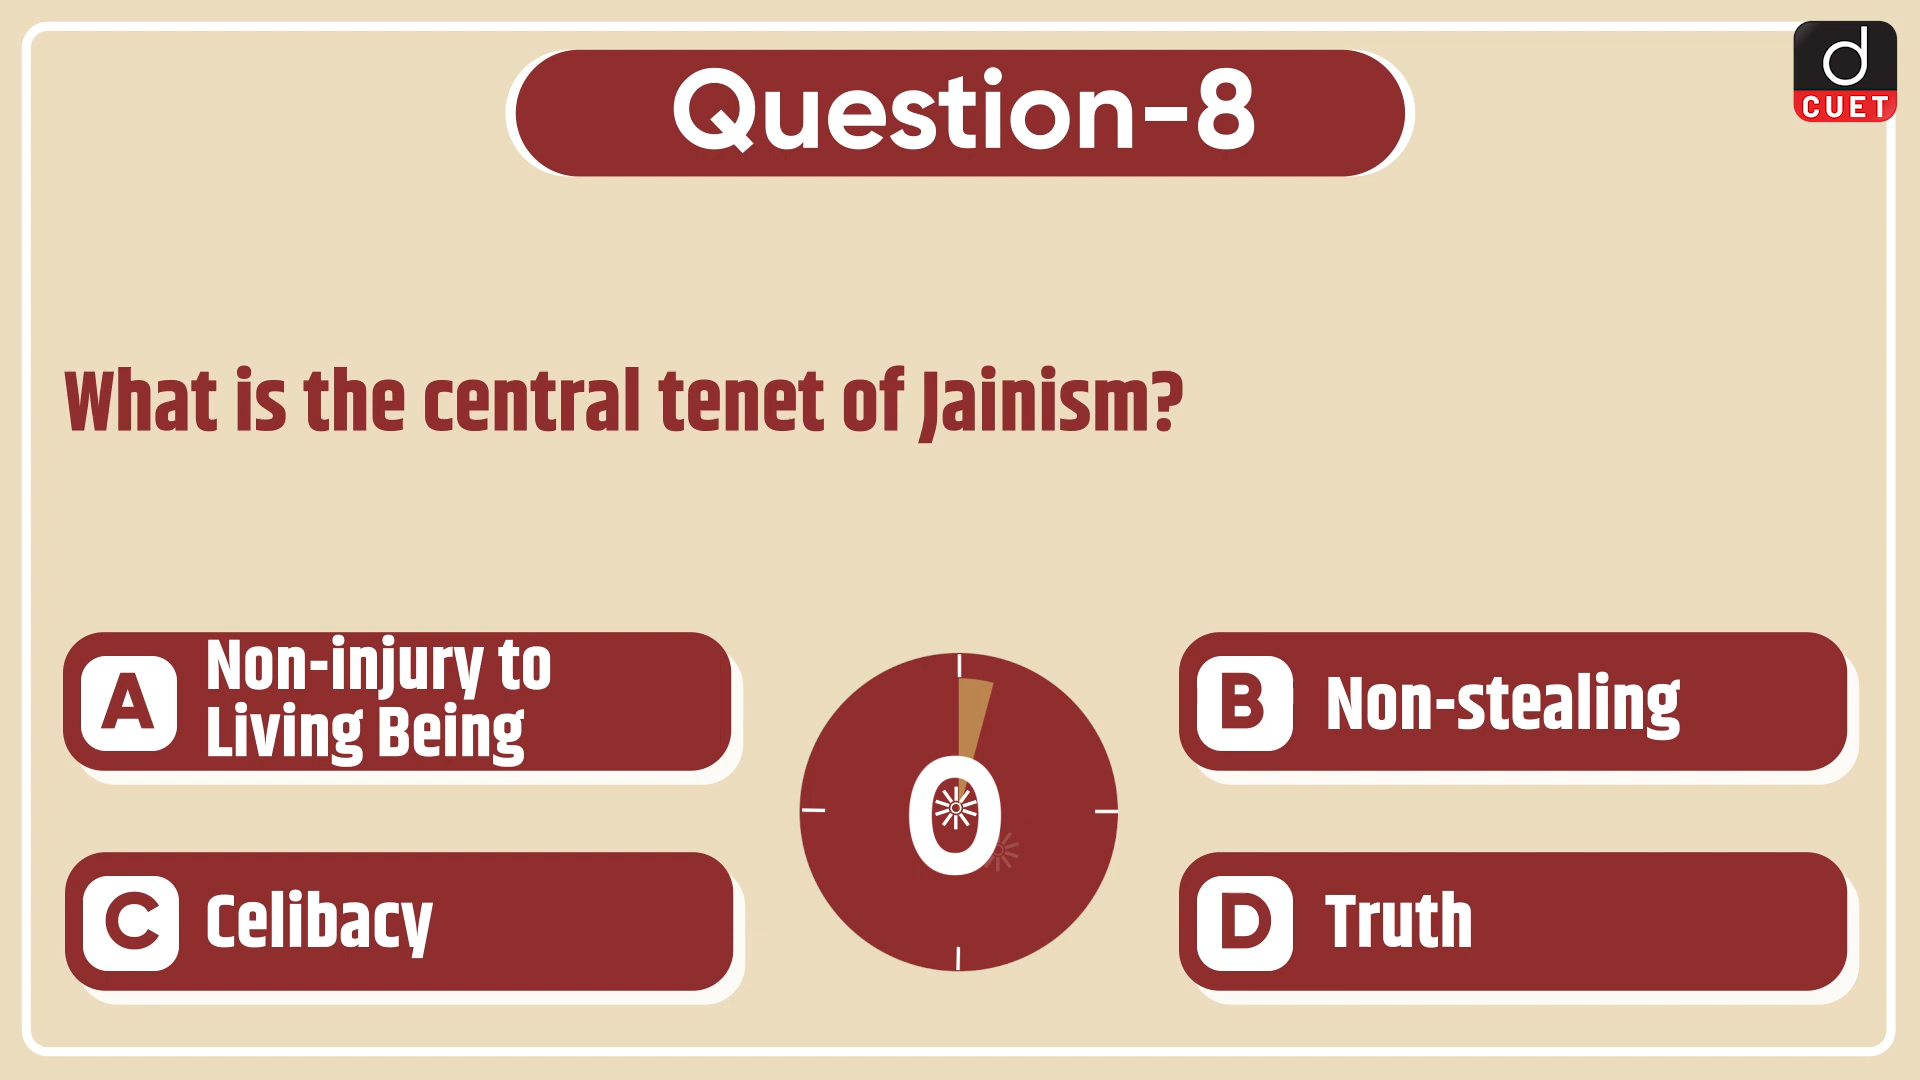 Question-8
d
CUET
What is the central tenet of Jainism?
A
Non-injury to
Living Being
B
Non-stealing
0
C
Celibacy
D
Truth